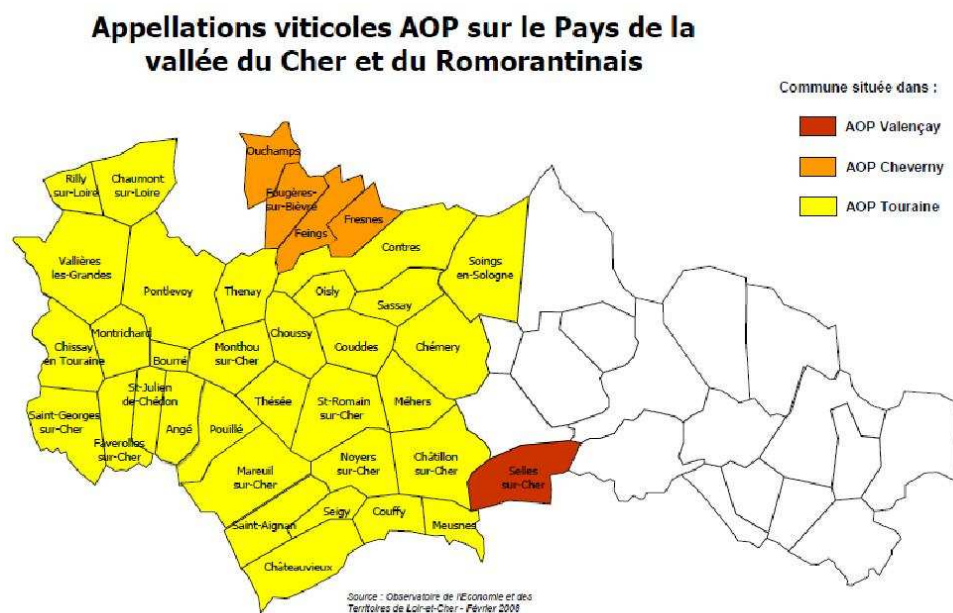 Appellations viticoles AOP sur le Pays de la
vallée du Cher et du Romorantinais
Commune située dans :
AOP Valençay
AOP Cheverny
AOP Touraine
Ouchamps
Rilly
sur-Loire
Chaumont
sur-Loire
Fougères-
sur-Bièvre
Fresnes
Feings
Contres
Soings
en-Sologne
Vallières
les-Grandes
Pontlevoy
Thenay
Oisly
Sassay
Montrichard
Choussy
Chissay
en Touraine
Bourré
Monthou
sur-Cher
Couddes
Chémery
St-Julien
de-Chédon
Saint-Georges
sur-Cher
Thésée
St-Romain
sur-Cher
Méhers
Faverolles
sur-Cher
Angé
Pouillé
Mareuil
sur-Cher
Noyers
sur-Cher
Châtillon
sur-Cher
Selles
sur-Cher
Saint-Aignan
Seigy
Couffy
Meusnes
Châteauvieux
Source : Observatoire de l'Economie et des
Territoires de Loir-et-Cher - Février 2008